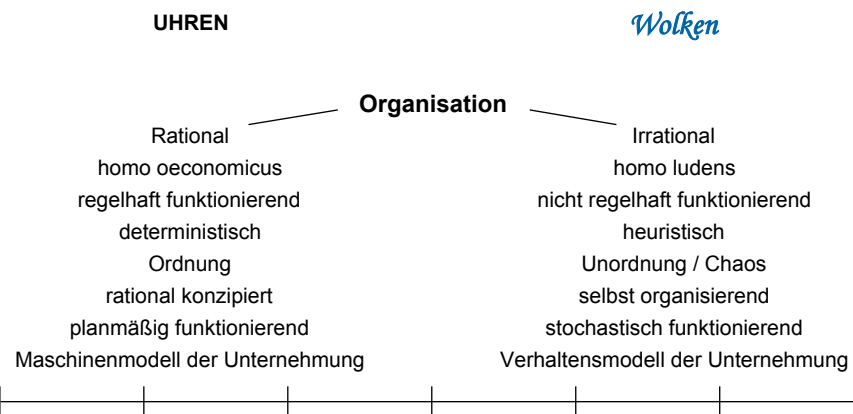 UHREN Wolken
Organisation
Rational Irrational
homo oeconomicus homo ludens
regelhaft funktionierend nicht regelhaft funktionierend
deterministisch heuristisch
Ordnung Unordnung / Chaos
rational konzipiert selbst organisierend
planmäßig funktionierend stochastisch funktionierend
Maschinenmodell der Unternehmung Verhaltensmodell der Unternehmung